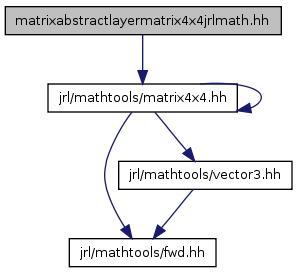 matrixabstractlayermatrix4x4jrlmath.hh
jrl/mathtools/matrix4x4.hh
jrl/mathtools/vector3.hh
jrl/mathtools/fwd.hh